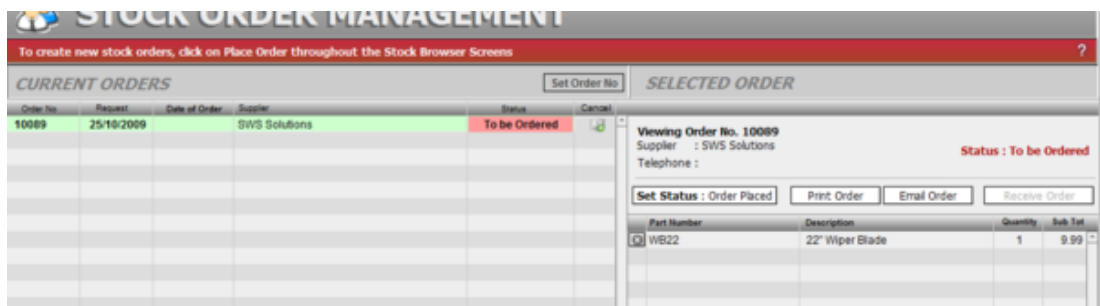 STOCK ORDER MANAGEMENT
To create new stock orders, click on Place Order throughout the Stock Browser Screens ?
CURRENT ORDERS Set Order No
Order No Request Date of Order Supplier Status Cancel
10089 25/10/2009 SWS Solutions To be Ordered
SELECTED ORDER
Viewing Order No. 10089
Supplier : SWS Solutions
Status : To be Ordered
Telephone :
Set Status : Order Placed Print Order Email Order Receive Order
Part Number Description Quantity Sub Tot
WB22 22" Wiper Blade 1 9.99